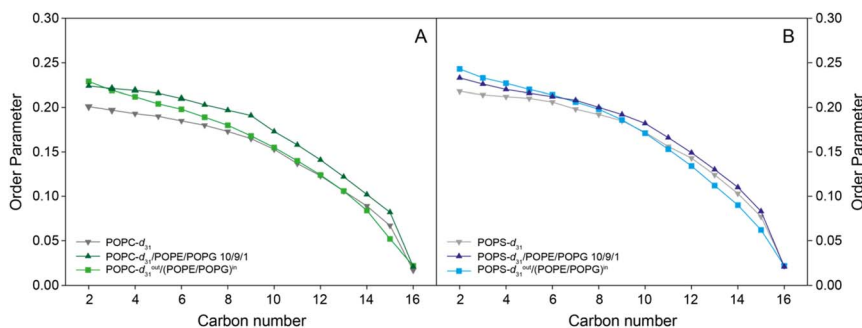 0.30
0.25
0.20
0.15
0.10
0.05
0.00
Order Parameter
A
POPC-d31
POPC-d31/POPE/POPG 10/9/1
POPC-d31out/(POPE/POPG)in
2 4 6 8 10 12 14 16
Carbon number
B
POPS-d31
POPS-d31/POPE/POPG 10/9/1
POPS-d31out/(POPE/POPG)in
2 4 6 8 10 12 14 16
Carbon number
0.30
0.25
0.20
0.15
0.10
0.05
0.00
Order Parameter